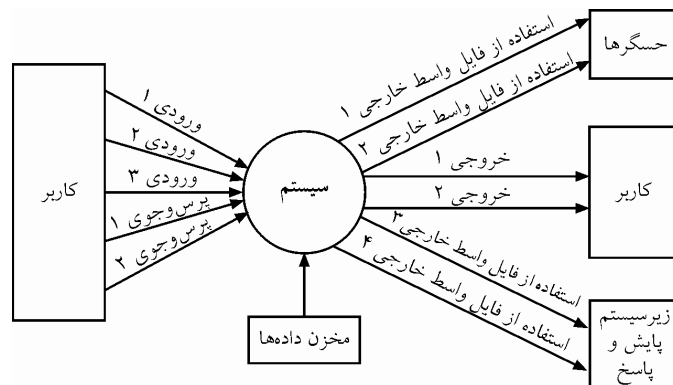 استفاده از فایل واسط خارجی ۱
استفاده از فایل واسط خارجی ۲
حسگرها
کاربر
ورودی ۱
ورودی ۲
ورودی ۳
پرس‌وجوی ۱
پرس‌وجوی ۲
سیستم
خروجی ۱
خروجی ۲
کاربر
استفاده از فایل واسط خارجی ۳
استفاده از فایل واسط خارجی ۴
مخزن داده‌ها
زیرسیستم
پایش و
پاسخ